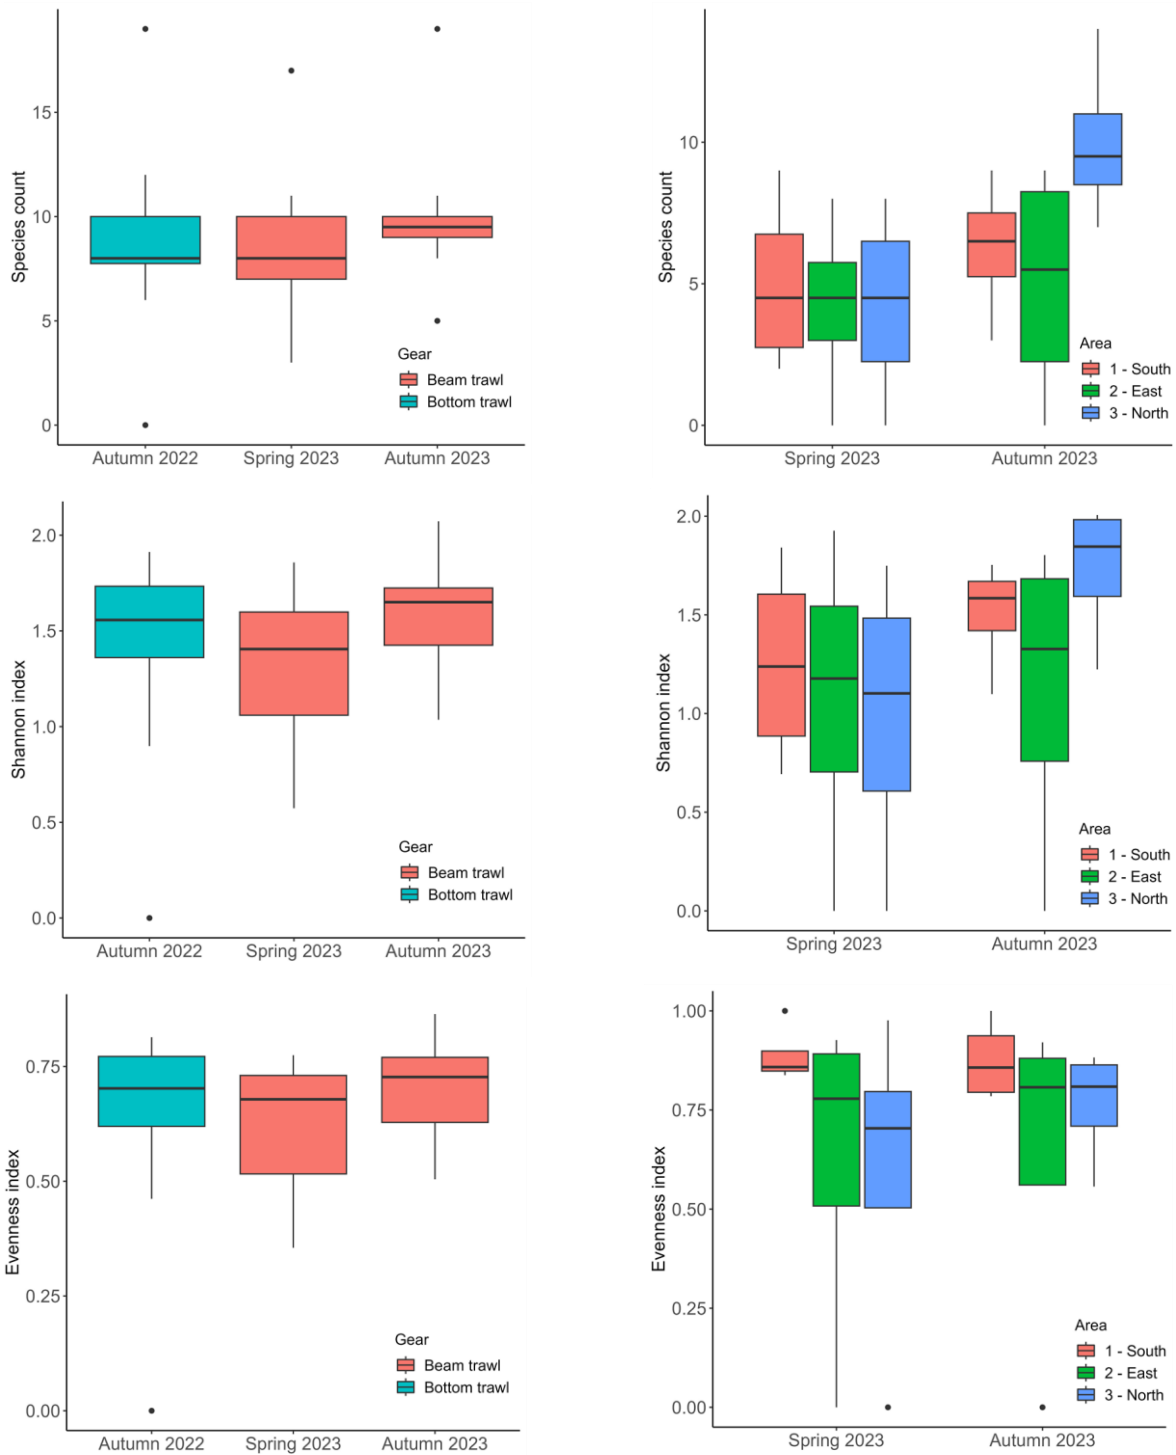 Species count
15
10
5
0
Gear
Beam trawl
Bottom trawl
Autumn 2022 Spring 2023 Autumn 2023
Species count
10
5
0
Area
1 - South
2 - East
3 - North
Spring 2023 Autumn 2023
Shannon index
2.0
1.5
1.0
0.5
0.0
Gear
Beam trawl
Bottom trawl
Autumn 2022 Spring 2023 Autumn 2023
Shannon index
2.0
1.5
1.0
0.5
0.0
Area
1 - South
2 - East
3 - North
Spring 2023 Autumn 2023
Evenness index
0.75
0.50
0.25
0.00
Gear
Beam trawl
Bottom trawl
Autumn 2022 Spring 2023 Autumn 2023
Evenness index
1.00
0.75
0.50
0.25
0.00
Area
1 - South
2 - East
3 - North
Spring 2023 Autumn 2023